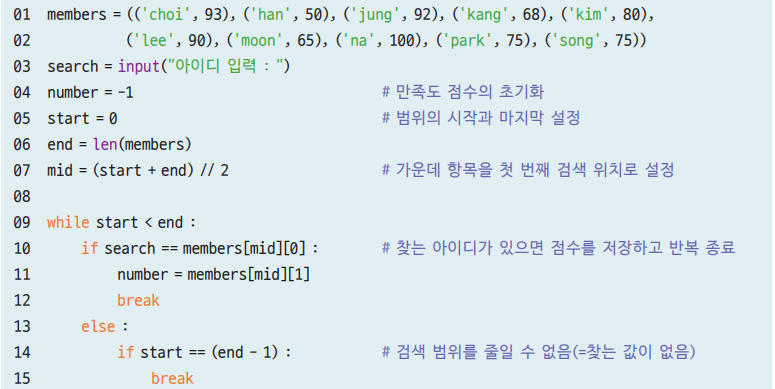 01 members = (('choi', 93), ('han', 50), ('jung', 92), ('kang', 68), ('kim', 80),
02 ('lee', 90), ('moon', 65), ('na', 100), ('park', 75), ('song', 75))
03 search = input("아이디 입력 : ")
04 number = -1 # 만족도 점수의 초기화
05 start = 0 # 범위의 시작과 마지막 설정
06 end = len(members)
07 mid = (start + end) // 2 # 가운데 항목을 첫 번째 검색 위치로 설정
08
09 while start < end :
10 if search == members[mid][0] : # 찾는 아이디가 있으면 점수를 저장하고 반복 종료
11 number = members[mid][1]
12 break
13 else :
14 if start == (end - 1) : # 검색 범위를 줄일 수 없음(=찾는 값이 없음)
15 break